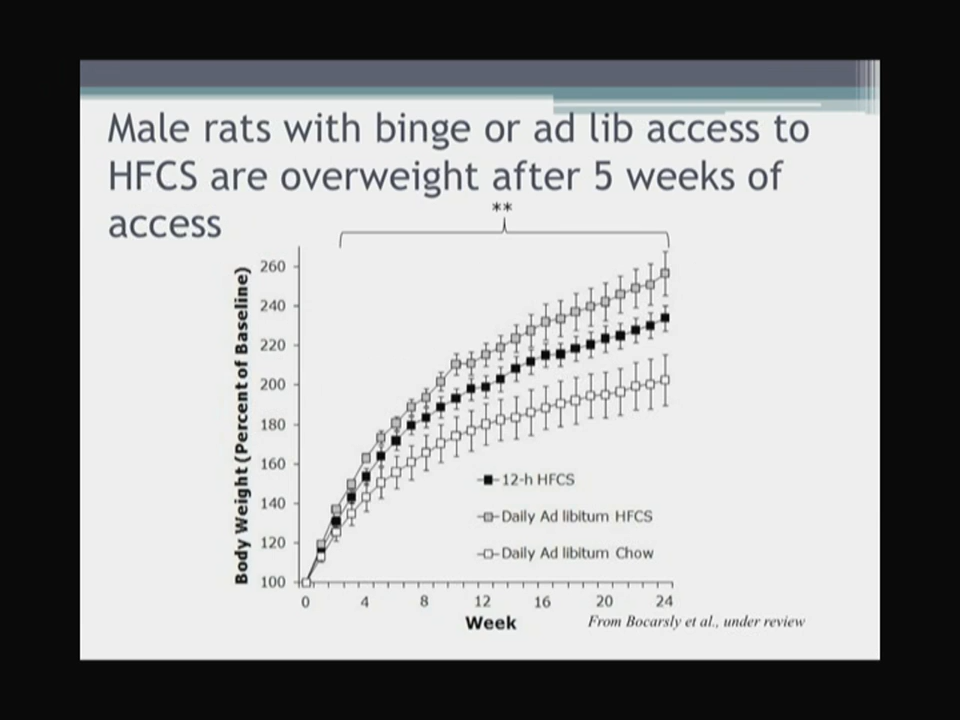 Male rats with binge or ad lib access to
HFCS are overweight after 5 weeks of
access
**
Body Weight (Percent of Baseline)
260
240
220
200
180
160
140
120
100
12-h HFCS
Daily Ad libitum HFCS
Daily Ad libitum Chow
0 4 8 12 16 20 24
Week
From Bocarsly et al., under review